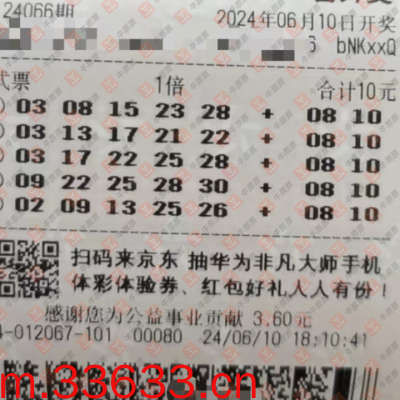 24066期
2024年06月10日开奖
bNKxxQ
式票 1倍 合计10元
03 08 15 23 28 + 08 10
03 13 17 21 22 + 08 10
03 17 22 25 28 + 08 10
09 22 25 28 30 + 08 10
02 09 13 25 26 + 08 10
扫码来京东 抽华为非凡大师手机
体彩体验券、红包好礼人人有份！
感谢您为公益事业贡献 3.60元
-012067-101 00080 24/06/10 18:10:41
m.33633.cn